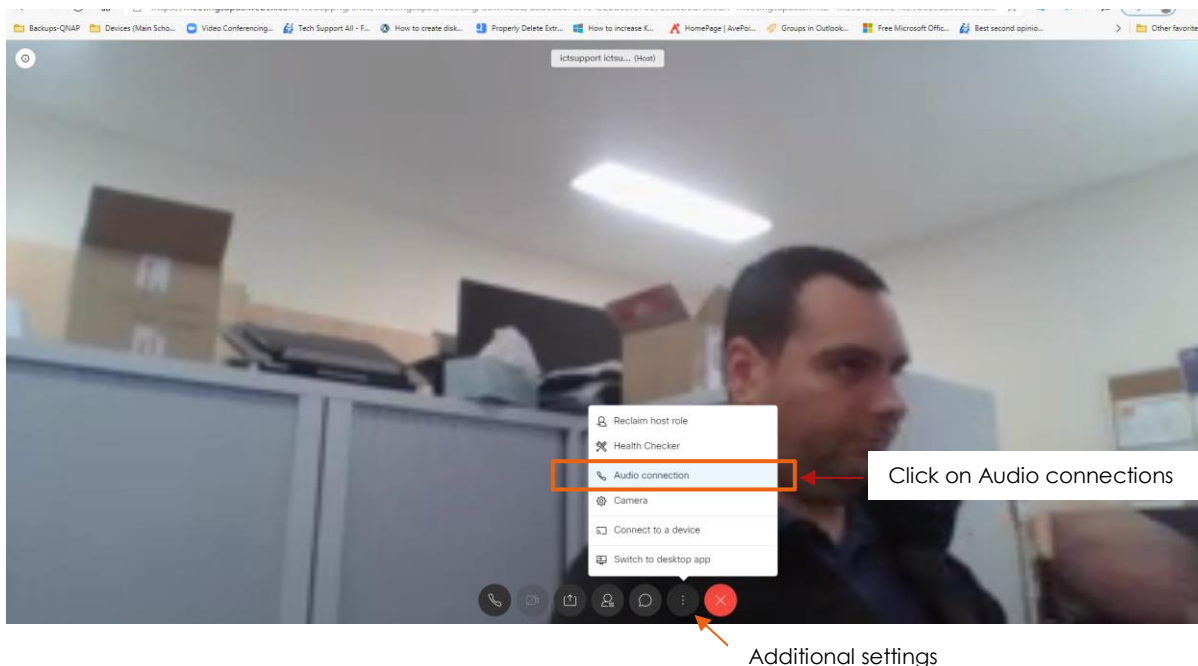 Backups-QNAP Devices (Main Scho... Video Conferencing... Tech Support All - F... How to create disk... Properly Delete Extr... How to increase K... HomePage | AvePoi... Groups in Outlook... Free Microsoft Offic... Best second opinio... Other favorite
ictsupport ictsu... (Host)
Reclaim host role
Health Checker
Audio connection
Click on Audio connections
Camera
Connect to a device
Switch to desktop app
Additional settings